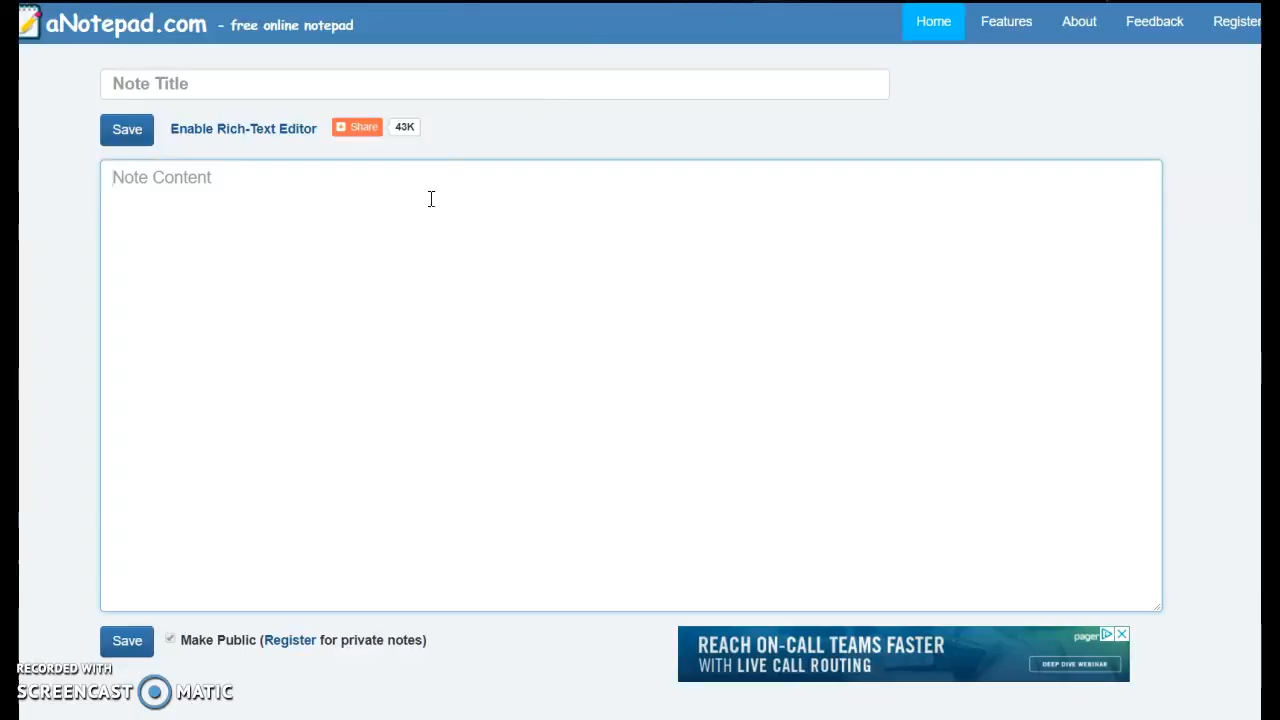 aNotepad.com - free online notepad
Home Features About Feedback Register
Note Title
Save Enable Rich-Text Editor Share 43K
Note Content
Save Make Public (Register for private notes)
REACH ON-CALL TEAMS FASTER
WITH LIVE CALL ROUTING
pager
DEEP DIVE WEBINAR
RECORDED WITH
SCREENCAST MATIC